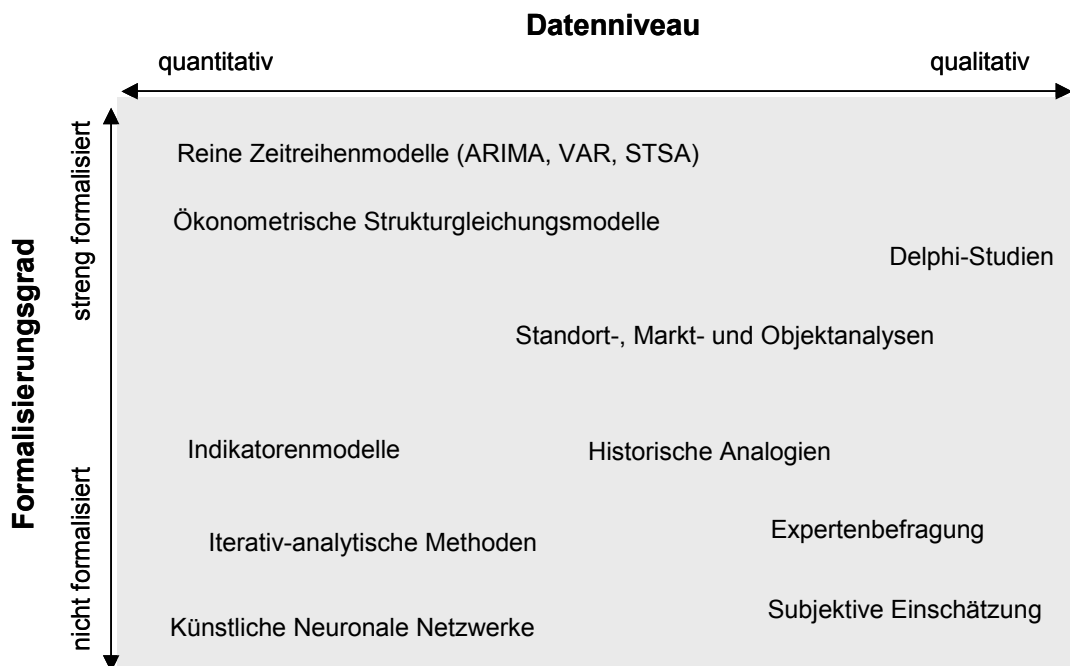 Datenniveau
quantitativ
qualitativ
Formalisierungsgrad
streng formalisiert
nicht formalisiert
Reine Zeitreihenmodelle (ARIMA, VAR, STSA)
Ökonometrische Strukturgleichungsmodelle
Delphi-Studien
Standort-, Markt- und Objektanalysen
Indikatorenmodelle
Historische Analogien
Iterativ-analytische Methoden
Expertenbefragung
Künstliche Neuronale Netzwerke
Subjektive Einschätzung